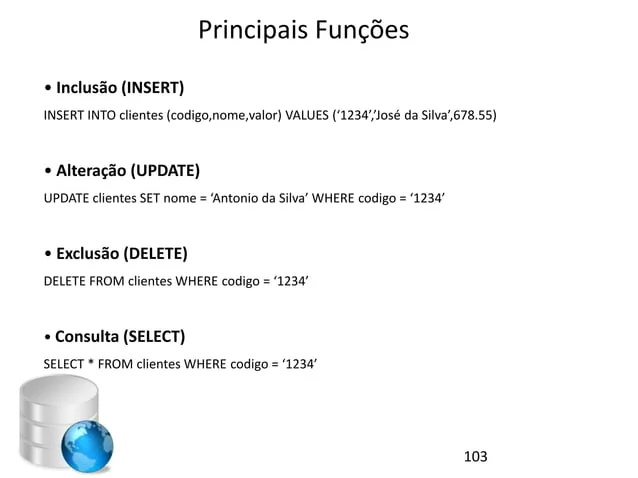 Principais Funções
• Inclusão (INSERT)
INSERT INTO clientes (codigo,nome,valor) VALUES (‘1234’,’José da Silva’,678.55)
• Alteração (UPDATE)
UPDATE clientes SET nome = ‘Antonio da Silva’ WHERE codigo = ‘1234’
• Exclusão (DELETE)
DELETE FROM clientes WHERE codigo = ‘1234’
• Consulta (SELECT)
SELECT * FROM clientes WHERE codigo = ‘1234’
103